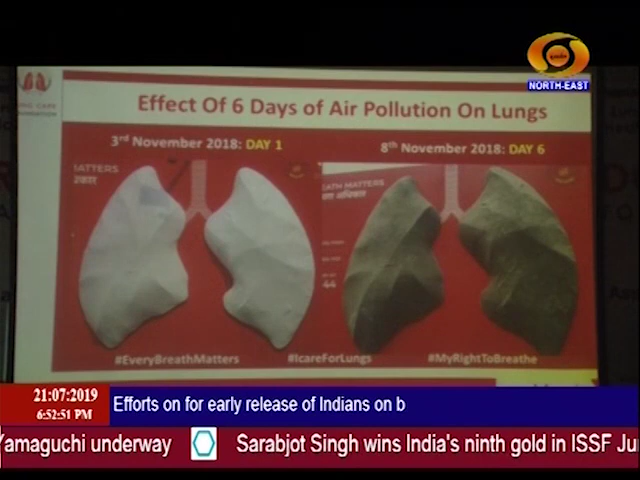 NORTH-EAST
Effect Of 6 Days of Air Pollution On Lungs
3rd November 2018: DAY 1
8th November 2018: DAY 6
#EveryBreathMatters
#IcareForLungs
#MyRightToBreathe
21:07:2019
6:52:51 PM
Efforts on for early release of Indians on b
Yamaguchi underway
Sarabjot Singh wins India's ninth gold in ISSF Ju